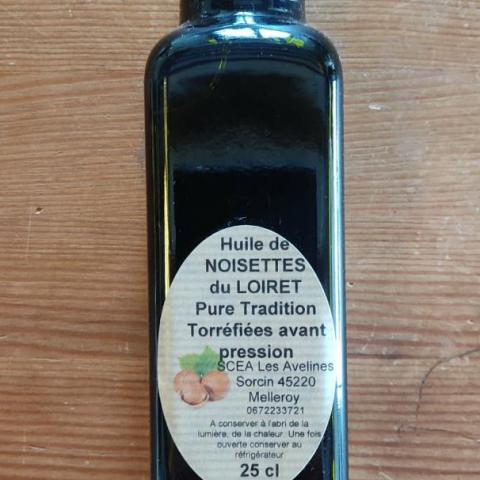 Huile de
NOISETTES
du LOIRET
Pure Tradition
Torréfiées avant
pression
SCEA Les Avelines
Sorcin 45220
Melleroy
0672233721
A conserver à l'abri de la
lumière, de la chaleur. Une fois
ouverte conserver au
réfrigérateur
25 cl